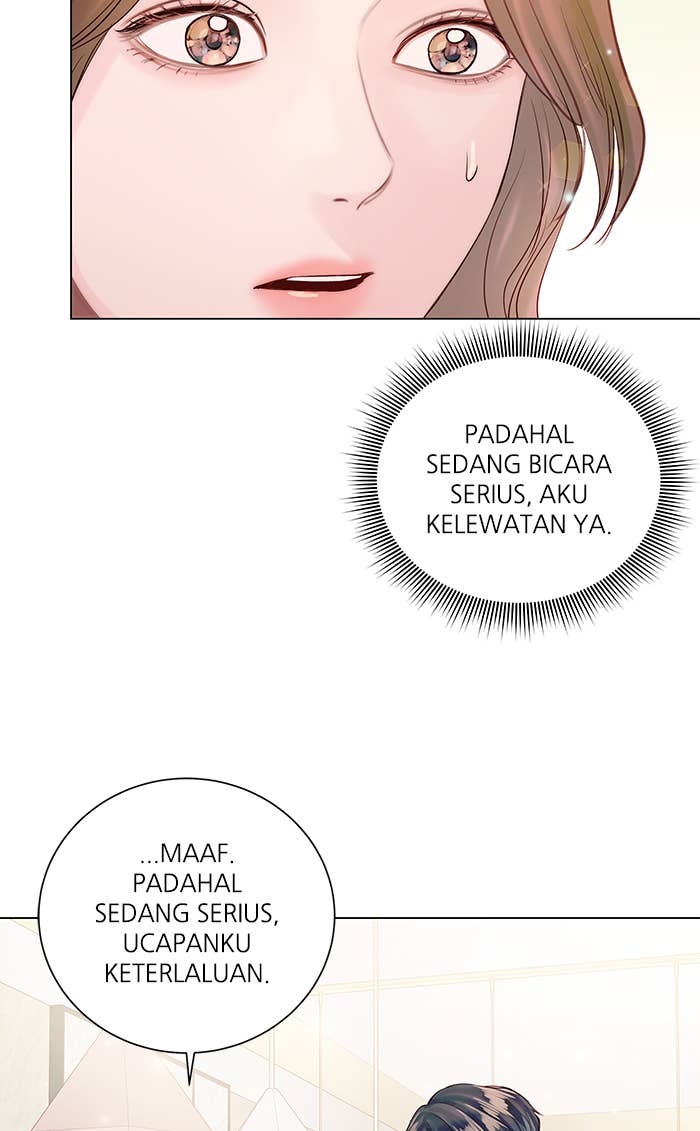 PADAHAL
SEDANG BICARA
SERIUS, AKU
KELEWATAN YA.
...MAAF.
PADAHAL
SEDANG SERIUS,
UCAPANKU
KETERLALUAN.